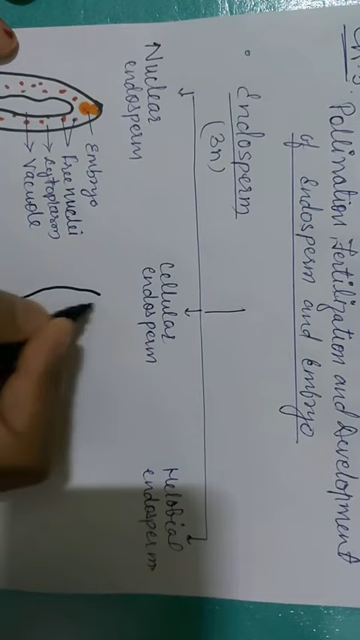 Pollination Fertilization and Development
of Endosperm and Embryo
Endosperm
(3n)
Nuclear
endosperm
Cellular
endosperm
Helobial
endosperm
Embryo
Free nuclei
Cytoplasm
Vacuole